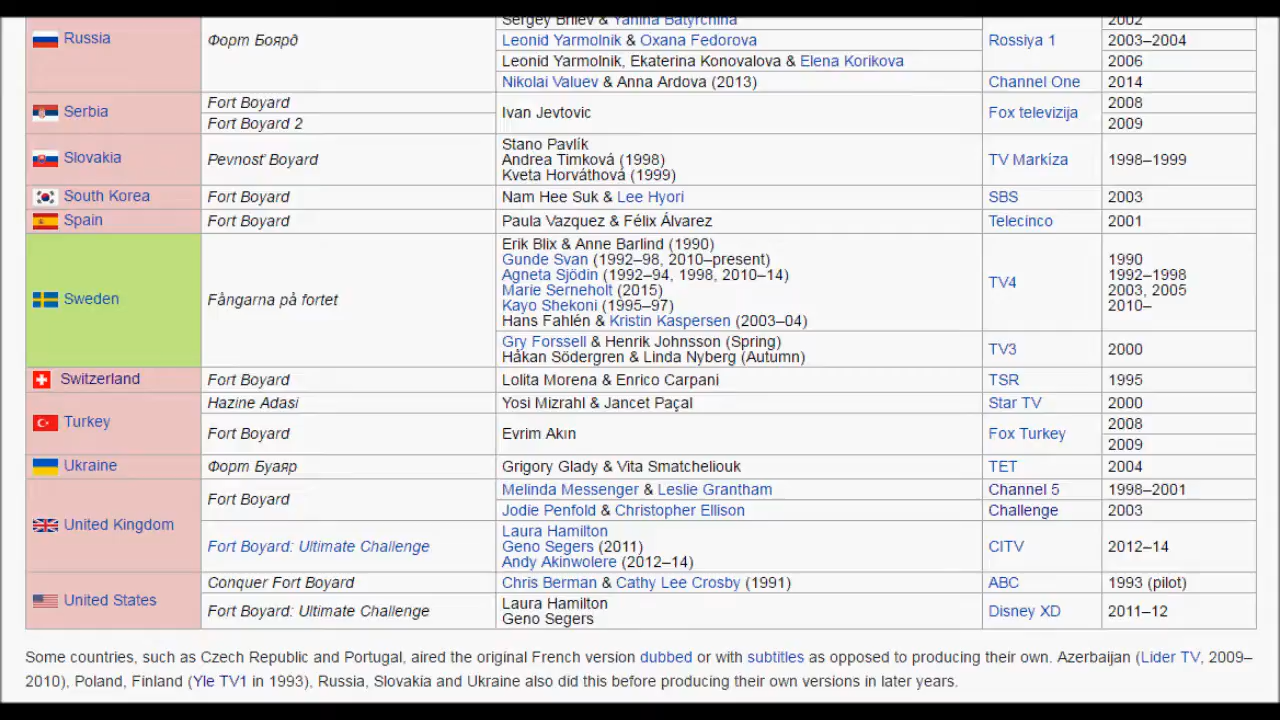 Sergey Brilev & Yanina Batyrchina 2002
Russia Форт Боярд Leonid Yarmolnik & Oxana Fedorova Rossiya 1 2003–2004
Leonid Yarmolnik, Ekaterina Konovalova & Elena Korikova 2006
Nikolai Valuev & Anna Ardova (2013) Channel One 2014
Serbia Fort Boyard Ivan Jevtovic Fox televizija 2008
Fort Boyard 2 2009
Slovakia Pevnosť Boyard Stano Pavlík
Andrea Timková (1998) TV Markíza 1998–1999
Kveta Horváthová (1999)
South Korea Fort Boyard Nam Hee Suk & Lee Hyori SBS 2003
Spain Fort Boyard Paula Vazquez & Félix Álvarez Telecinco 2001
Sweden Fångarna på fortet Erik Blix & Anne Barlind (1990)
Gunde Svan (1992–98, 2010–present) 1990
Agneta Sjödin (1992–94, 1998, 2010–14) TV4 1992–1998
Marie Serneholt (2015) 2003, 2005
Kayo Shekoni (1995–97) 2010–
Hans Fahlén & Kristin Kaspersen (2003–04)
Gry Forssell & Henrik Johnsson (Spring) TV3 2000
Håkan Södergren & Linda Nyberg (Autumn)
Switzerland Fort Boyard Lolita Morena & Enrico Carpani TSR 1995
Turkey Hazine Adasi Yosi Mizrahl & Jancet Paçal Star TV 2000
Fort Boyard Evrim Akın Fox Turkey 2008
2009
Ukraine Форт Буаяр Grigory Glady & Vita Smatcheliouk TET 2004
United Kingdom Fort Boyard Melinda Messenger & Leslie Grantham Channel 5 1998–2001
Jodie Penfold & Christopher Ellison Challenge 2003
Fort Boyard: Ultimate Challenge Laura Hamilton
Geno Segers (2011) CITV 2012–14
Andy Akinwolere (2012–14)
United States Conquer Fort Boyard Chris Berman & Cathy Lee Crosby (1991) ABC 1993 (pilot)
Fort Boyard: Ultimate Challenge Laura Hamilton Disney XD 2011–12
Geno Segers
Some countries, such as Czech Republic and Portugal, aired the original French version dubbed or with subtitles as opposed to producing their own. Azerbaijan (Lider TV, 2009–
2010), Poland, Finland (Yle TV1 in 1993), Russia, Slovakia and Ukraine also did this before producing their own versions in later years.